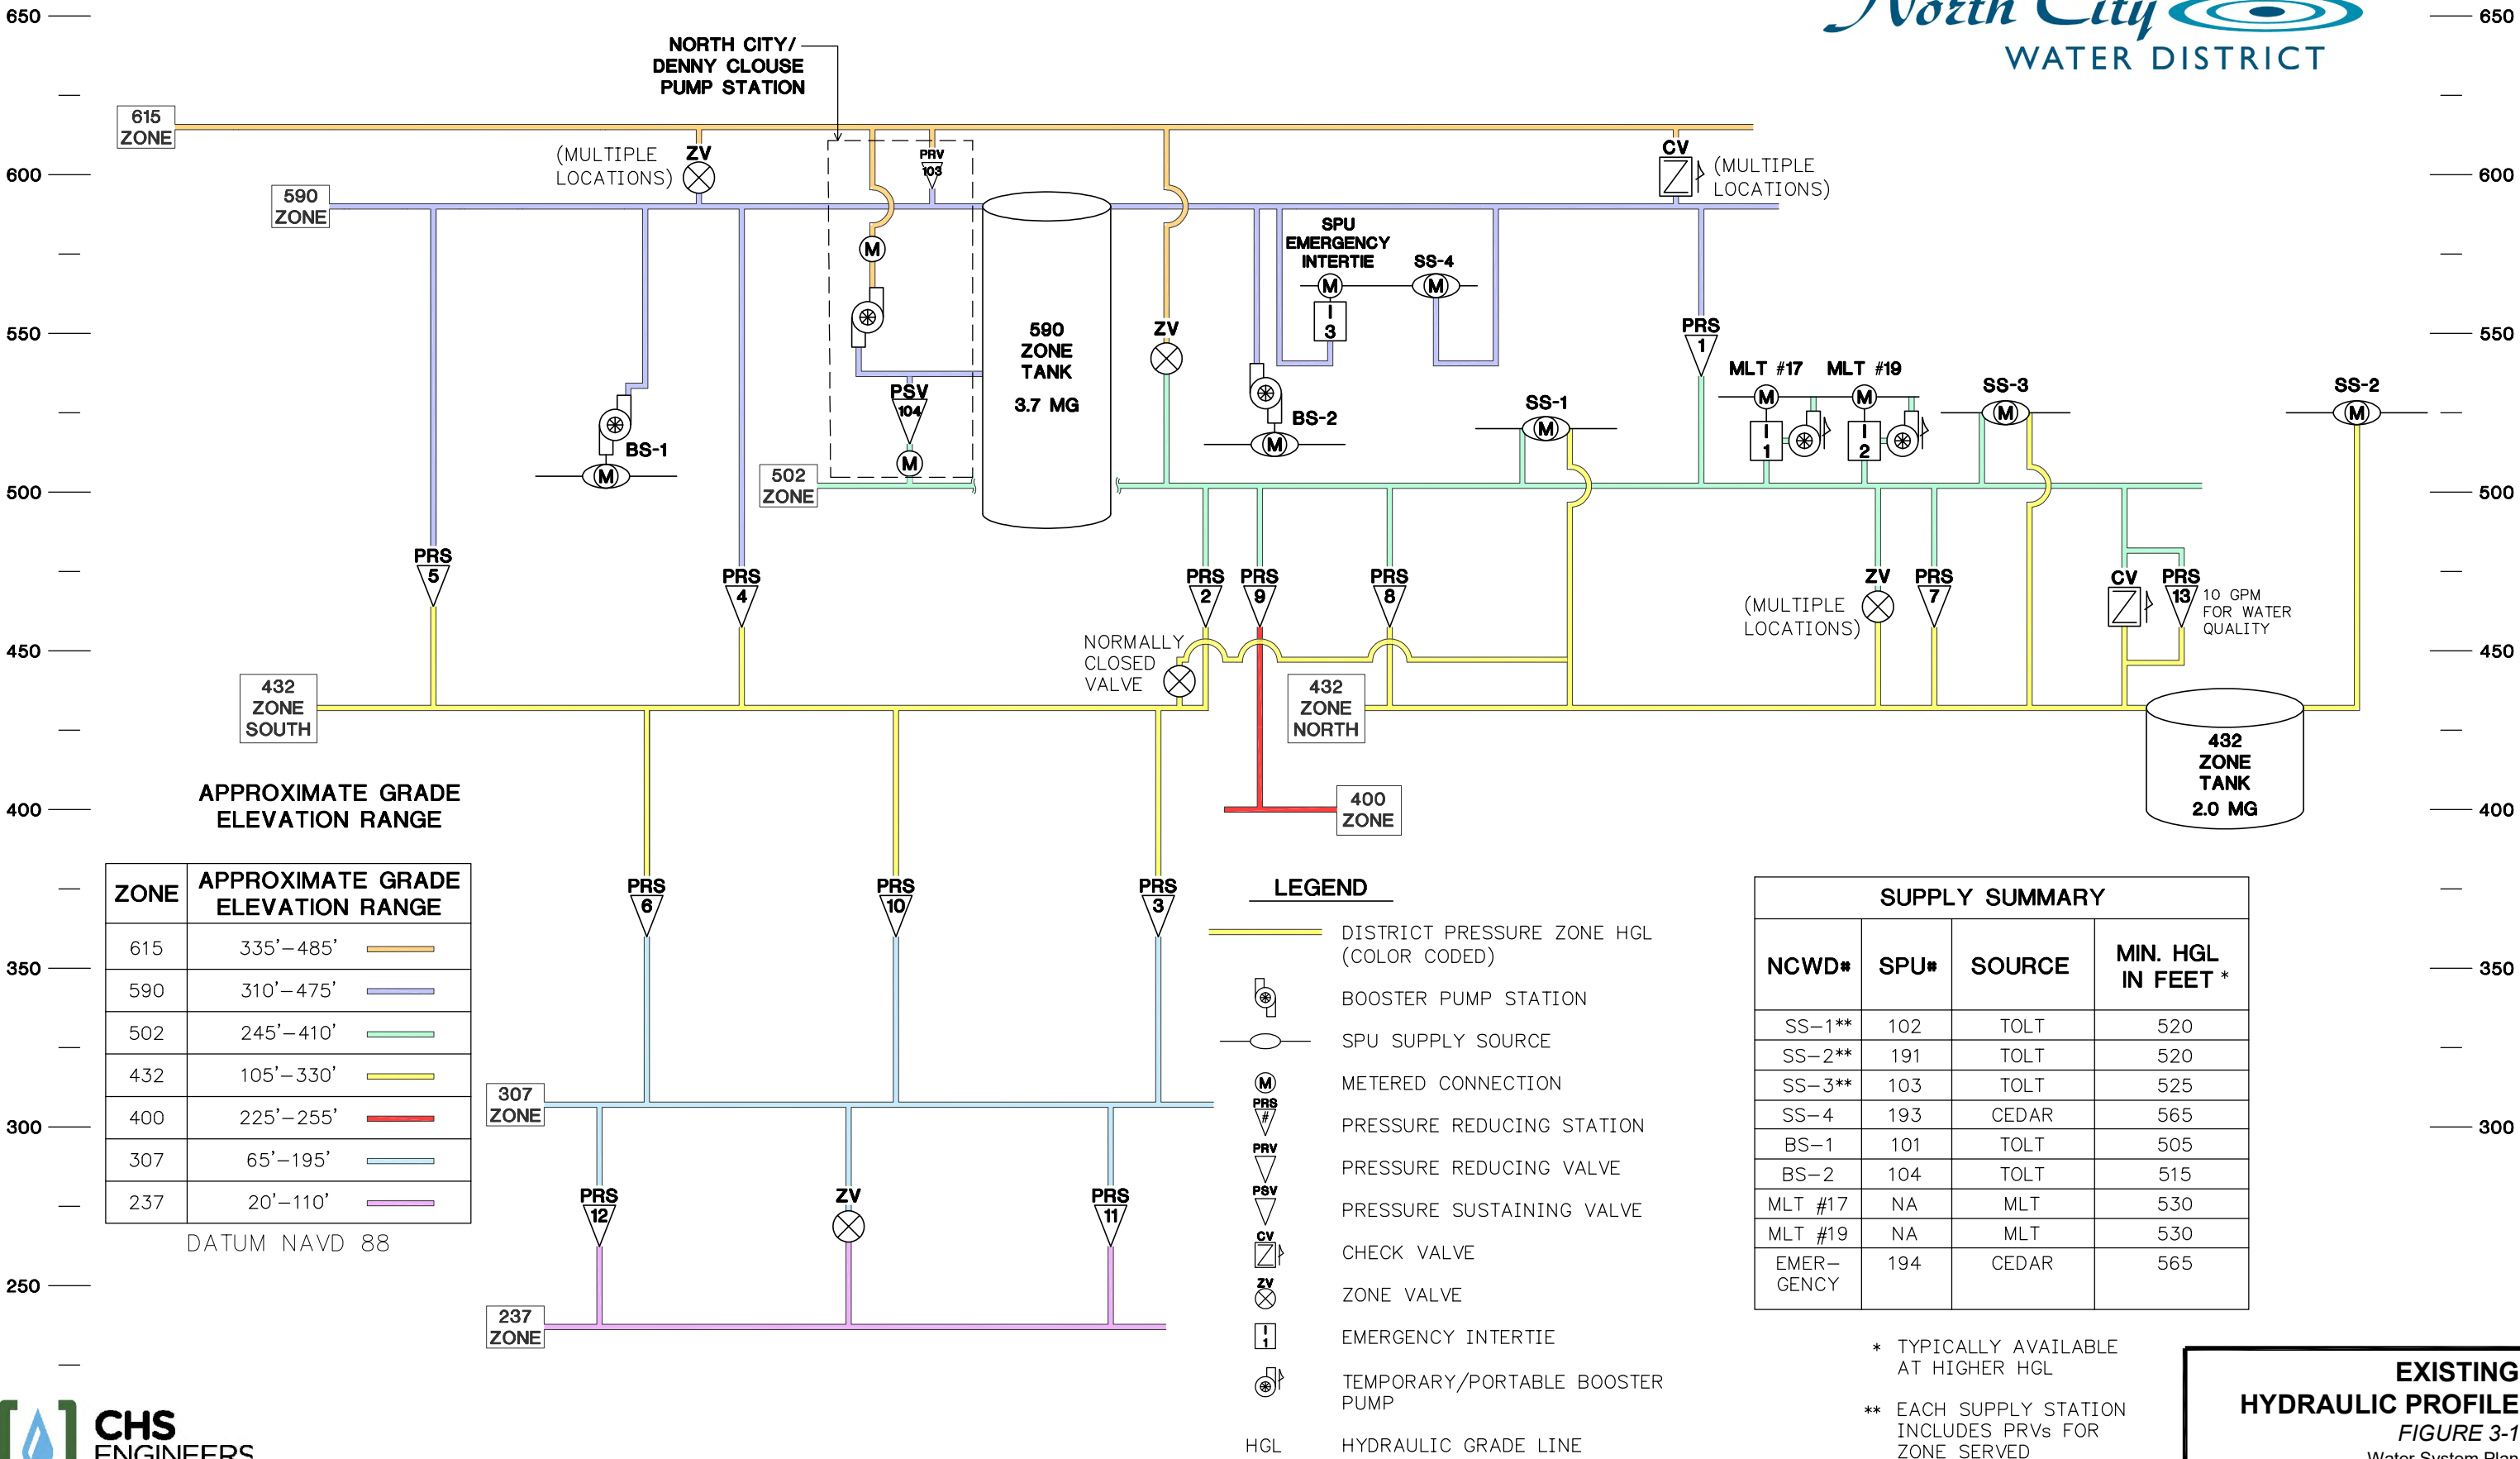 North City
WATER DISTRICT
650
650
600
600
550
550
500
500
450
450
400
400
350
350
300
300
250
NORTH CITY/
DENNY CLOUSE
PUMP STATION
615
ZONE
590
ZONE
(MULTIPLE
LOCATIONS)
ZV
PRV
103
CV
(MULTIPLE
LOCATIONS)
M
PSV
104
M
590
ZONE
TANK
3.7 MG
ZV
SPU
EMERGENCY
INTERTIE
M
I
3
SS-4
M
BS-2
M
BS-1
M
PRS
1
MLT #17
M
I
1
MLT #19
M
I
2
SS-1
M
SS-3
M
SS-2
M
502
ZONE
PRS
5
PRS
4
PRS
2
PRS
9
PRS
8
(MULTIPLE
LOCATIONS)
ZV
PRS
7
CV
PRS
13
10 GPM
FOR WATER
QUALITY
NORMALLY
CLOSED
VALVE
432
ZONE
SOUTH
432
ZONE
NORTH
432
ZONE
TANK
2.0 MG
400
ZONE
PRS
6
PRS
10
PRS
3
307
ZONE
PRS
12
ZV
PRS
11
237
ZONE
APPROXIMATE GRADE
ELEVATION RANGE
ZONE APPROXIMATE GRADE
ELEVATION RANGE
615 335'-485'
590 310'-475'
502 245'-410'
432 105'-330'
400 225'-255'
307 65'-195'
237 20'-110'
DATUM NAVD 88
LEGEND
DISTRICT PRESSURE ZONE HGL
(COLOR CODED)
BOOSTER PUMP STATION
SPU SUPPLY SOURCE
M METERED CONNECTION
PRS
# PRESSURE REDUCING STATION
PRV
PRESSURE REDUCING VALVE
PSV
PRESSURE SUSTAINING VALVE
CV
CHECK VALVE
ZV
ZONE VALVE
I
1 EMERGENCY INTERTIE
TEMPORARY/PORTABLE BOOSTER
PUMP
HGL HYDRAULIC GRADE LINE
SUPPLY SUMMARY
NCWD# SPU# SOURCE MIN. HGL
IN FEET *
SS-1** 102 TOLT 520
SS-2** 191 TOLT 520
SS-3** 103 TOLT 525
SS-4 193 CEDAR 565
BS-1 101 TOLT 505
BS-2 104 TOLT 515
MLT #17 NA MLT 530
MLT #19 NA MLT 530
EMER-
GENCY 194 CEDAR 565
* TYPICALLY AVAILABLE
AT HIGHER HGL
** EACH SUPPLY STATION
INCLUDES PRVs FOR
ZONE SERVED
CHS
ENGINEERS
EXISTING
HYDRAULIC PROFILE
FIGURE 3-1
Water System Plan